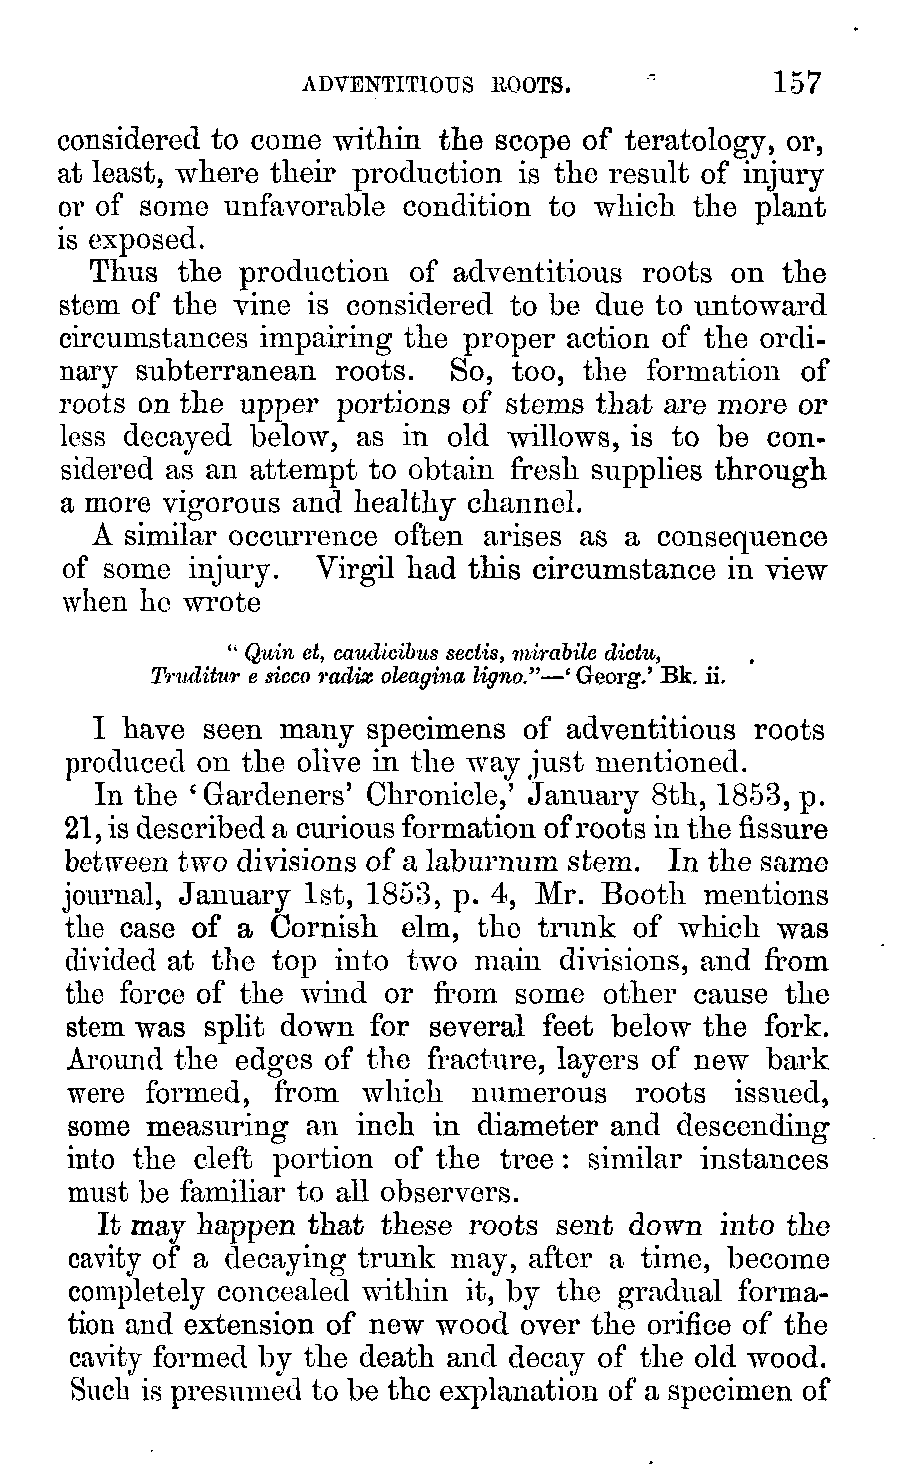 ADVENTITIOUS ROOTS. 157
considered to come within the scope of teratology, or,
at least, where their production is the result of injury
or of some unfavorable condition to which the plant
is exposed.
Thus the production of adventitious roots on the
stem of the vine is considered to be due to untoward
circumstances impairing the proper action of the ordi-
nary subterranean roots. So, too, the formation of
roots on the upper portions of stems that are more or
less decayed below, as in old willows, is to be con-
sidered as an attempt to obtain fresh supplies through
a more vigorous and healthy channel.
A similar occurrence often arises as a consequence
of some injury. Virgil had this circumstance in view
when he wrote
“ Quin et, caudicibus sectis, mirabile dictu,
Truditur e sicco radix oleagina ligno.”—‘ Georg.’ Bk. ii.
I have seen many specimens of adventitious roots
produced on the olive in the way just mentioned.
In the ‘ Gardeners’ Chronicle,’ January 8th, 1853, p.
21, is described a curious formation of roots in the fissure
between two divisions of a laburnum stem. In the same
journal, January 1st, 1853, p. 4, Mr. Booth mentions
the case of a Cornish elm, the trunk of which was
divided at the top into two main divisions, and from
the force of the wind or from some other cause the
stem was split down for several feet below the fork.
Around the edges of the fracture, layers of new bark
were formed, from which numerous roots issued,
some measuring an inch in diameter and descending
into the cleft portion of the tree : similar instances
must be familiar to all observers.
It may happen that these roots sent down into the
cavity of a decaying trunk may, after a time, become
completely concealed within it, by the gradual forma-
tion and extension of new wood over the orifice of the
cavity formed by the death and decay of the old wood.
Such is presumed to be the explanation of a specimen of